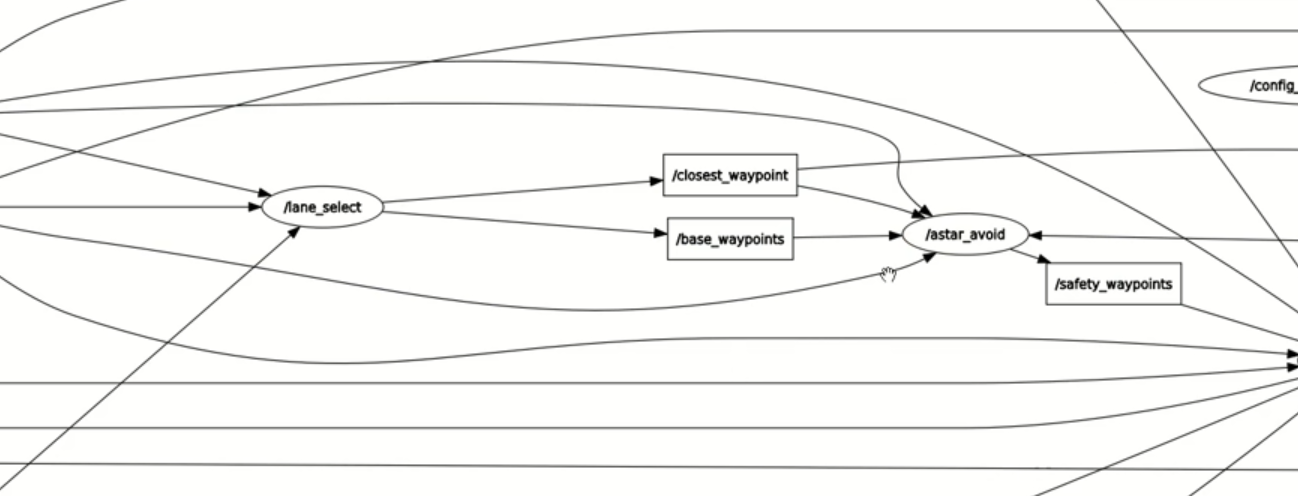 /config_
/closest_waypoint
/lane_select
/base_waypoints
/astar_avoid
/safety_waypoints